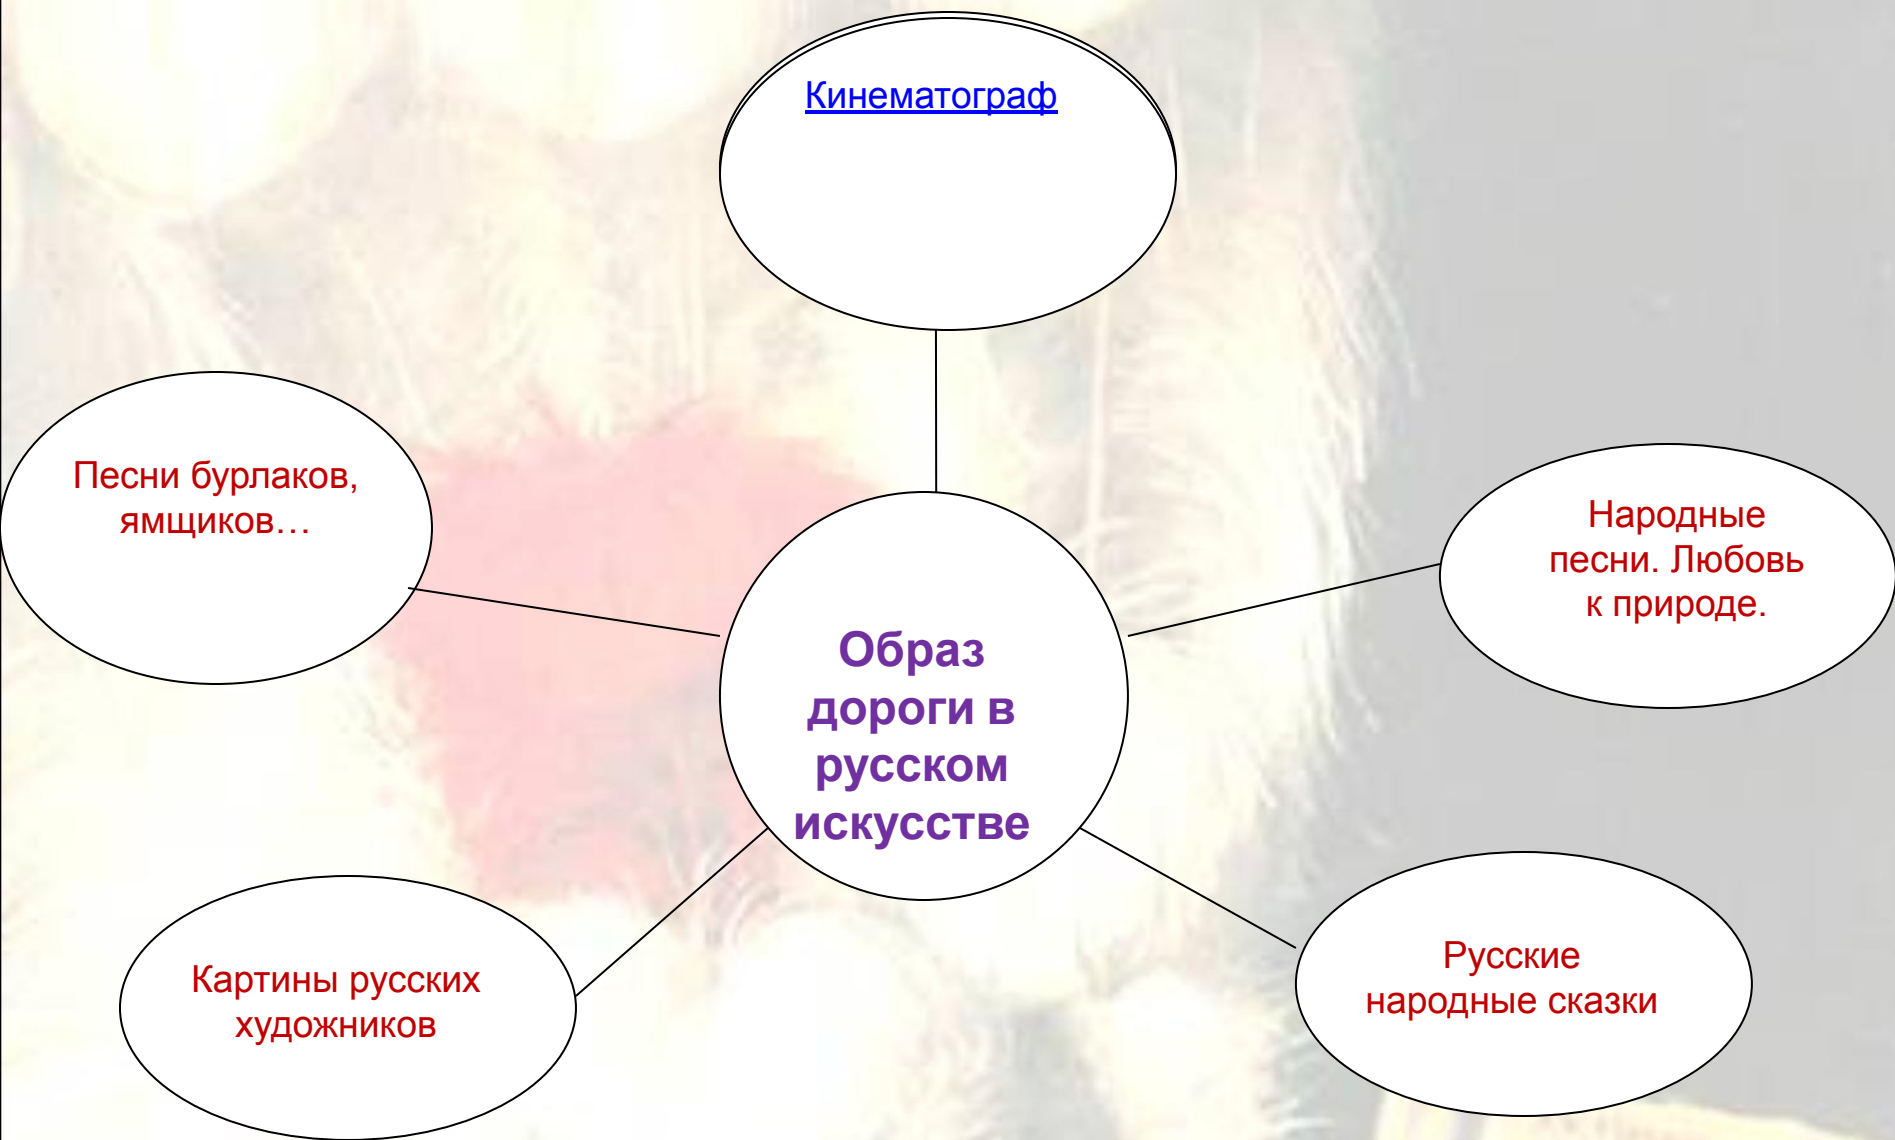 Кинематограф
Песни бурлаков,
ямщиков…
Народные
песни. Любовь
к природе.
Образ
дороги в
русском
искусстве
Картины русских
художников
Русские
народные сказки